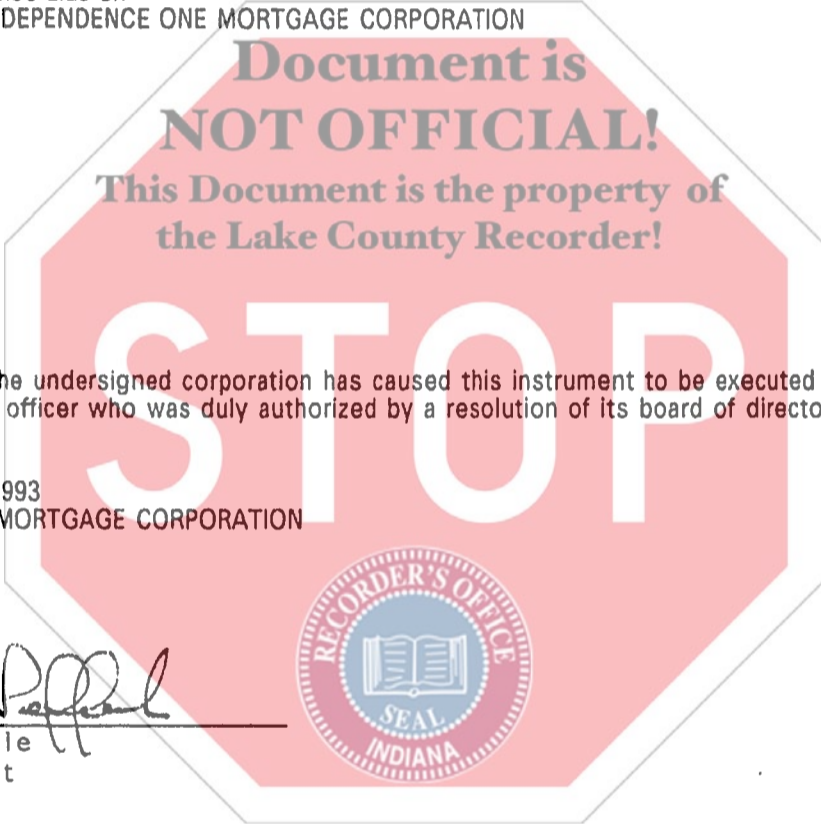 DEPENDENCE ONE MORTGAGE CORPORATION
Document is
NOT OFFICIAL!
This Document is the property of
the Lake County Recorder!
STOP
he undersigned corporation has caused this instrument to be executed
officer who was duly authorized by a resolution of its board of directo
993
MORTGAGE CORPORATION
RECORDER'S OFFICE
SEAL
INDIANA
le
t